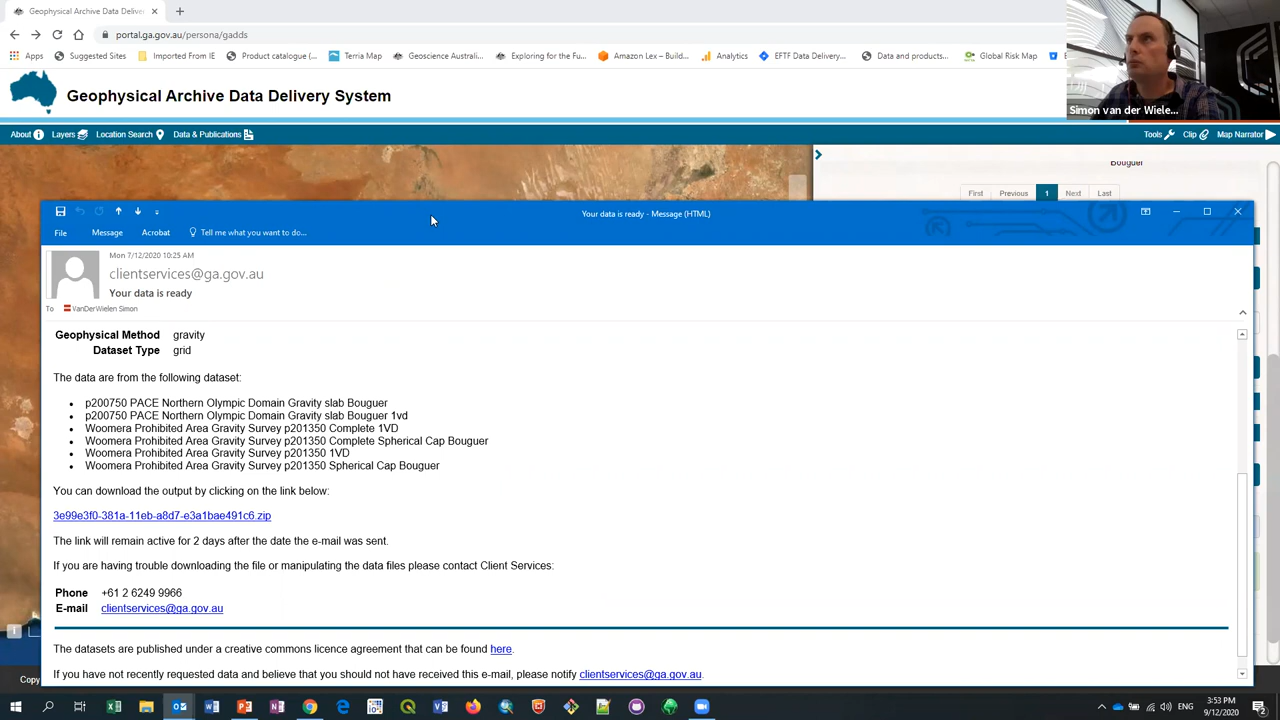 Geophysical Archive Data Deliver
portal.ga.gov.au/persona/gadds
Apps Suggested Sites Imported From IE Product catalogue (... TerriaMap Geoscience Australi... Exploring for the Fu... Amazon Lex – Build... Analytics EFTF Data Delivery... Data and products... Global Risk Map
Geophysical Archive Data Delivery System
Simon van der Wiele...
About Layers Location Search Data & Publications Tools Clip Map Narrator
Bouguer
First Previous 1 Next Last
Your data is ready - Message (HTML)
File Message Acrobat Tell me what you want to do...
Mon 7/12/2020 10:25 AM
clientservices@ga.gov.au
Your data is ready
To VanDerWielen Simon
Geophysical Method gravity
Dataset Type grid
The data are from the following dataset:
• p200750 PACE Northern Olympic Domain Gravity slab Bouguer
• p200750 PACE Northern Olympic Domain Gravity slab Bouguer 1vd
• Woomera Prohibited Area Gravity Survey p201350 Complete 1VD
• Woomera Prohibited Area Gravity Survey p201350 Complete Spherical Cap Bouguer
• Woomera Prohibited Area Gravity Survey p201350 1VD
• Woomera Prohibited Area Gravity Survey p201350 Spherical Cap Bouguer
You can download the output by clicking on the link below:
3e99e3f0-381a-11eb-a8d7-e3a1bae491c6.zip
The link will remain active for 2 days after the date the e-mail was sent.
If you are having trouble downloading the file or manipulating the data files please contact Client Services:
Phone +61 2 6249 9966
E-mail clientservices@ga.gov.au
The datasets are published under a creative commons licence agreement that can be found here.
If you have not recently requested data and believe that you should not have received this e-mail, please notify clientservices@ga.gov.au.
Copy
ENG
3:53 PM
9/12/2020